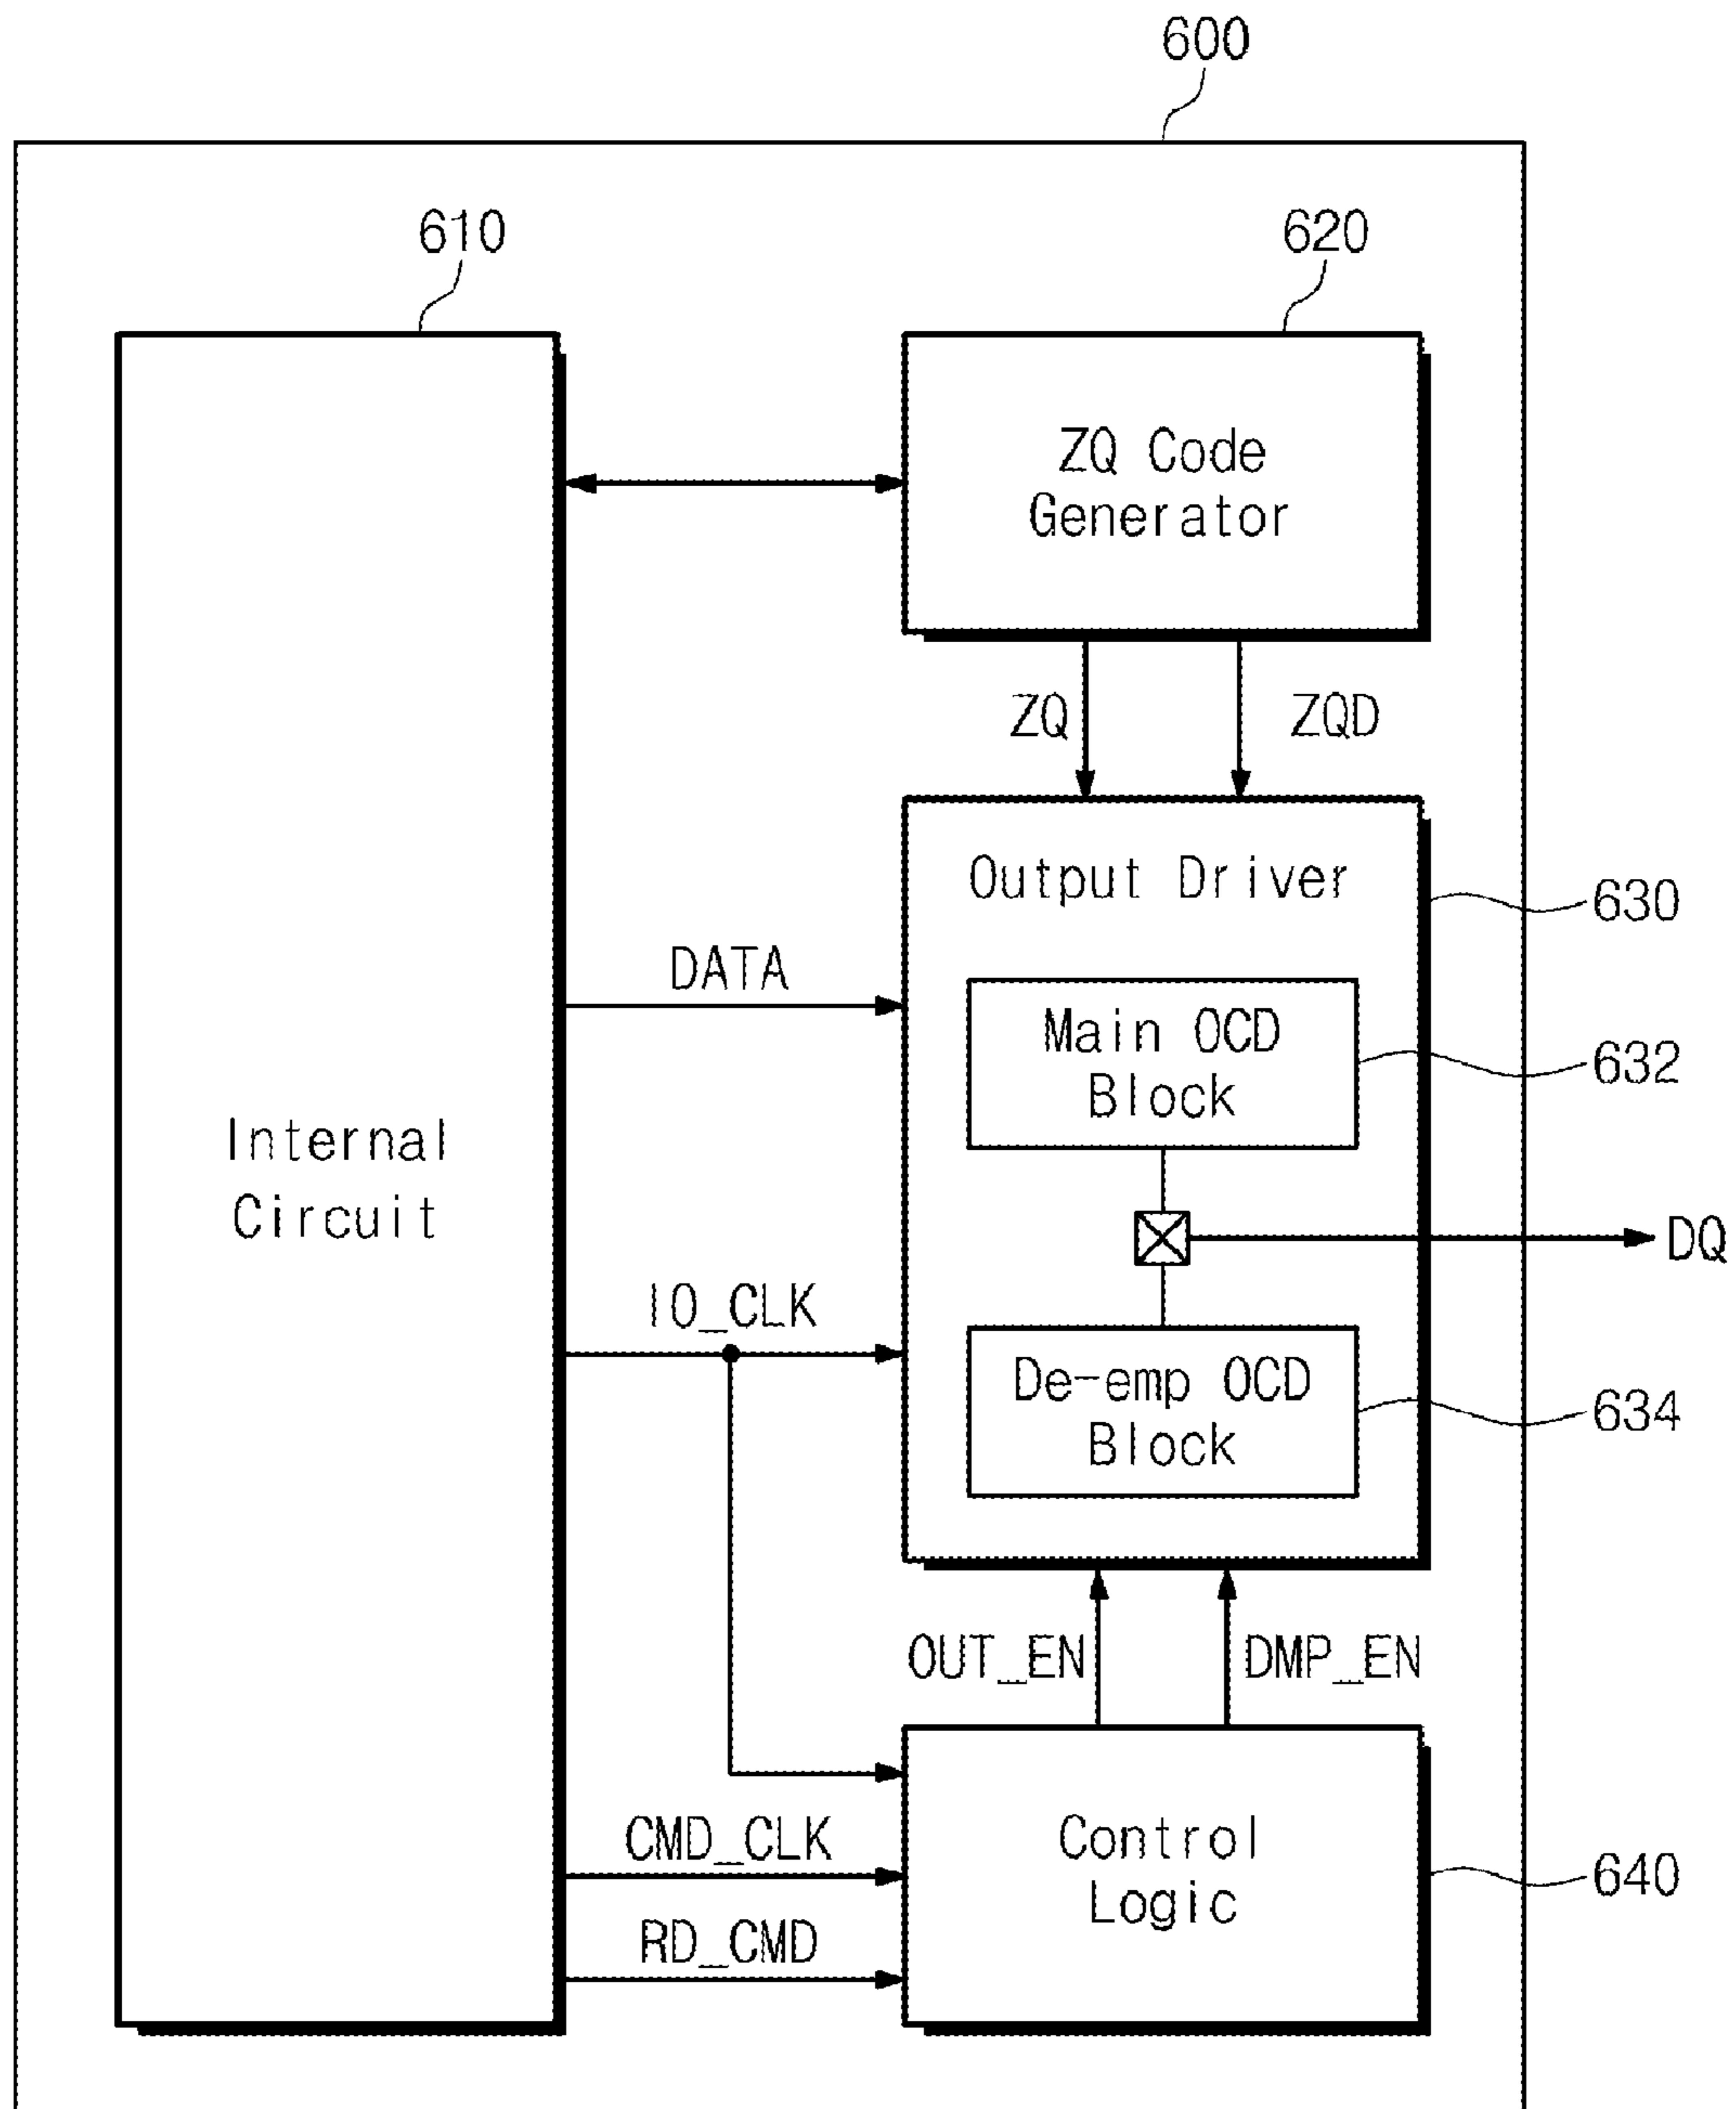 600
610
620
ZQ Code
Generator
ZQ
ZQD
Output Driver
630
DATA
Main OCD
Block
632
Internal
Circuit
DQ
IO_CLK
De-emp OCD
Block
634
OUT_EN
DMP_EN
CMD_CLK
Control
Logic
640
RD_CMD